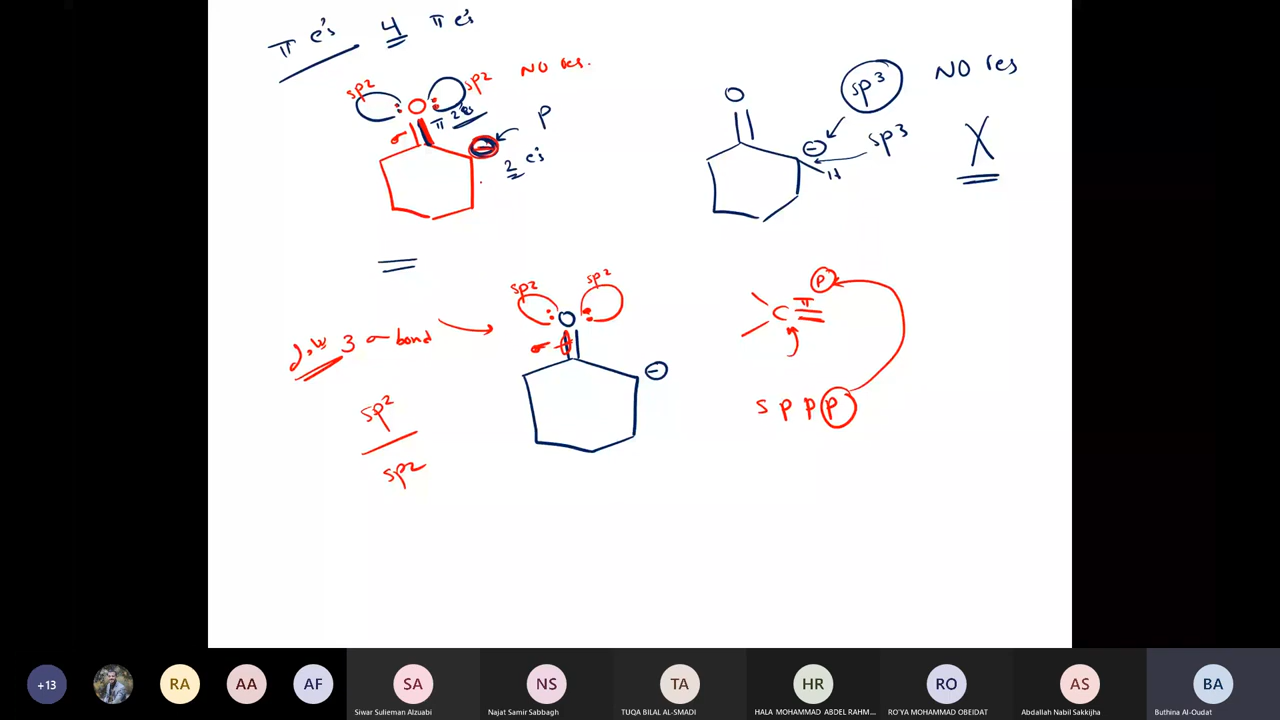 π e's 4 π e's
sp2 sp2 NO res.
O
π 2 es
σ
P
2 e's
O
sp3 NO res
sp3
H
X
sp2 sp2
O
σ
3 σ bond
sp2
sp2
C π
P
s p p p
+13 RA AA AF SA NS TA HR RO AS BA
Siwar Sulieman Alzuabi Najat Samir Sabbagh TUQA BILAL AL-SMADI HALA MOHAMMAD ABDEL RAHM... RO'YA MOHAMMAD OBEIDAT Abdallah Nabil Sakkijha Buthina Al-Oudat